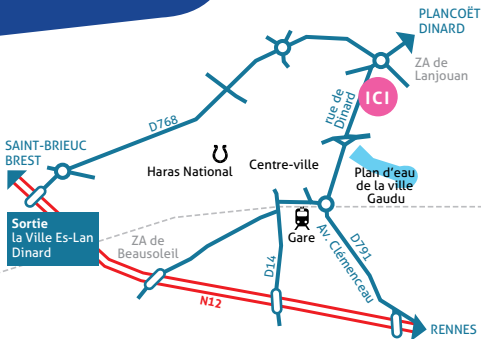 PLANCOËT
DINARD
ZA de
Lanjouan
ICI
rue de
Dinard
D768
SAINT-BRIEUC
BREST
Haras National
Centre-ville
Plan d'eau
de la ville
Gaudu
Sortie
la Ville Es-Lan
Dinard
ZA de
Beausoleil
Gare
Av. Clémenceau
D791
D14
N12
RENNES